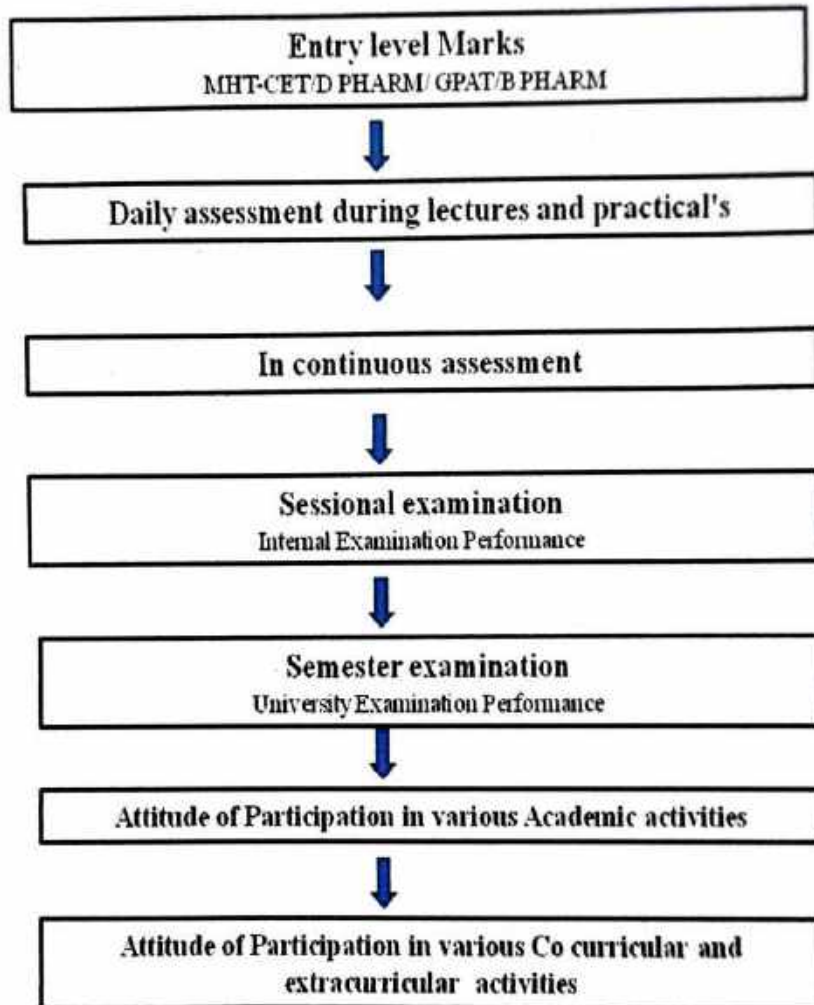 Entry level Marks
MHT-CET/D PHARM/ GPAT/B PHARM
Daily assessment during lectures and practical's
In continuous assessment
Sessional examination
Internal Examination Performance
Semester examination
University Examination Performance
Attitude of Participation in various Academic activities
Attitude of Participation in various Co curricular and
extracurricular activities